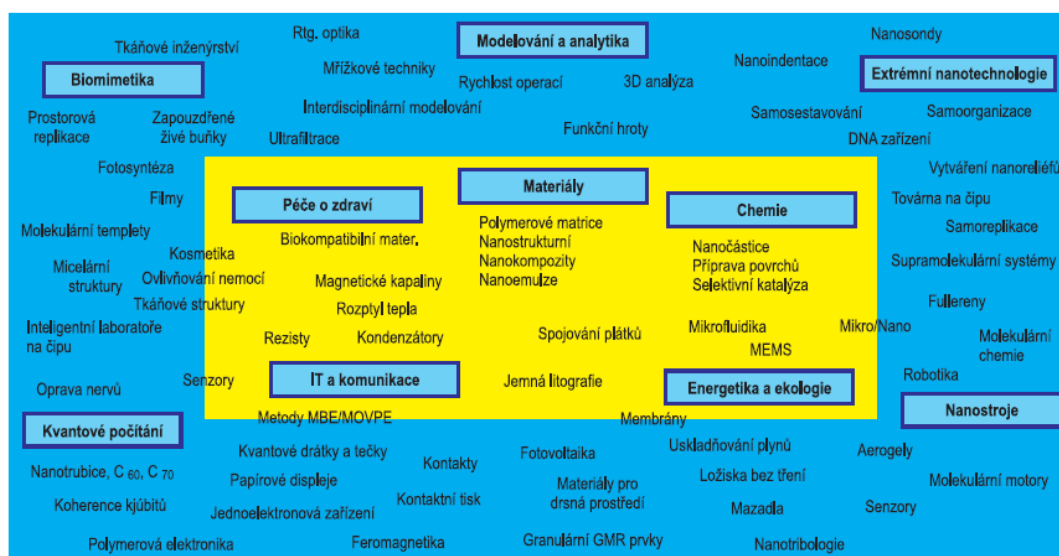 Rtg. optika
Modelování a analytika
Nanosondy
Tkáňové inženýrství
Mřížkové techniky
Rychlost operací
3D analýza
Nanoindentace
Biomimetika
Extrémní nanotechnologie
Interdisciplinární modelování
Prostorová
replikace
Zapouzdřené
živé buňky
Ultrafiltrace
Funkční hroty
Samosestavování
Samoorganizace
DNA zařízení
Fotosyntéza
Vytváření nanoreliéfů
Filmy
Péče o zdraví
Materiály
Chemie
Továrna na čipu
Molekulární templety
Biokompatibilní mater.
Polymerové matrice
Nanostrukturní
Nanokompozity
Nanoemulze
Nanočástice
Příprava povrchů
Selektivní katalýza
Samoreplikace
Kosmetika
Micelární
struktury
Ovlivňování nemocí
Magnetické kapaliny
Supramolekulární systémy
Tkáňové struktury
Rozptyl tepla
Fullereny
Inteligentní laboratoře
na čipu
Rezisty
Kondenzátory
Spojování plátků
Mikrofluidika
Mikro/Nano
MEMS
Molekulární
chemie
Oprava nervů
Senzory
IT a komunikace
Jemná litografie
Energetika a ekologie
Robotika
Nanostroje
Kvantové počítání
Metody MBE/MOVPE
Membrány
Kvantové drátky a tečky
Kontakty
Fotovoltaika
Uskladňování plynů
Aerogely
Nanotrubice, C 60, C 70
Papírové displeje
Materiály pro
drsná prostředí
Ložiska bez tření
Molekulární motory
Koherence kjúbitů
Jednoelektronová zařízení
Kontaktní tisk
Mazadla
Senzory
Polymerová elektronika
Feromagnetika
Granulární GMR prvky
Nanotribologie